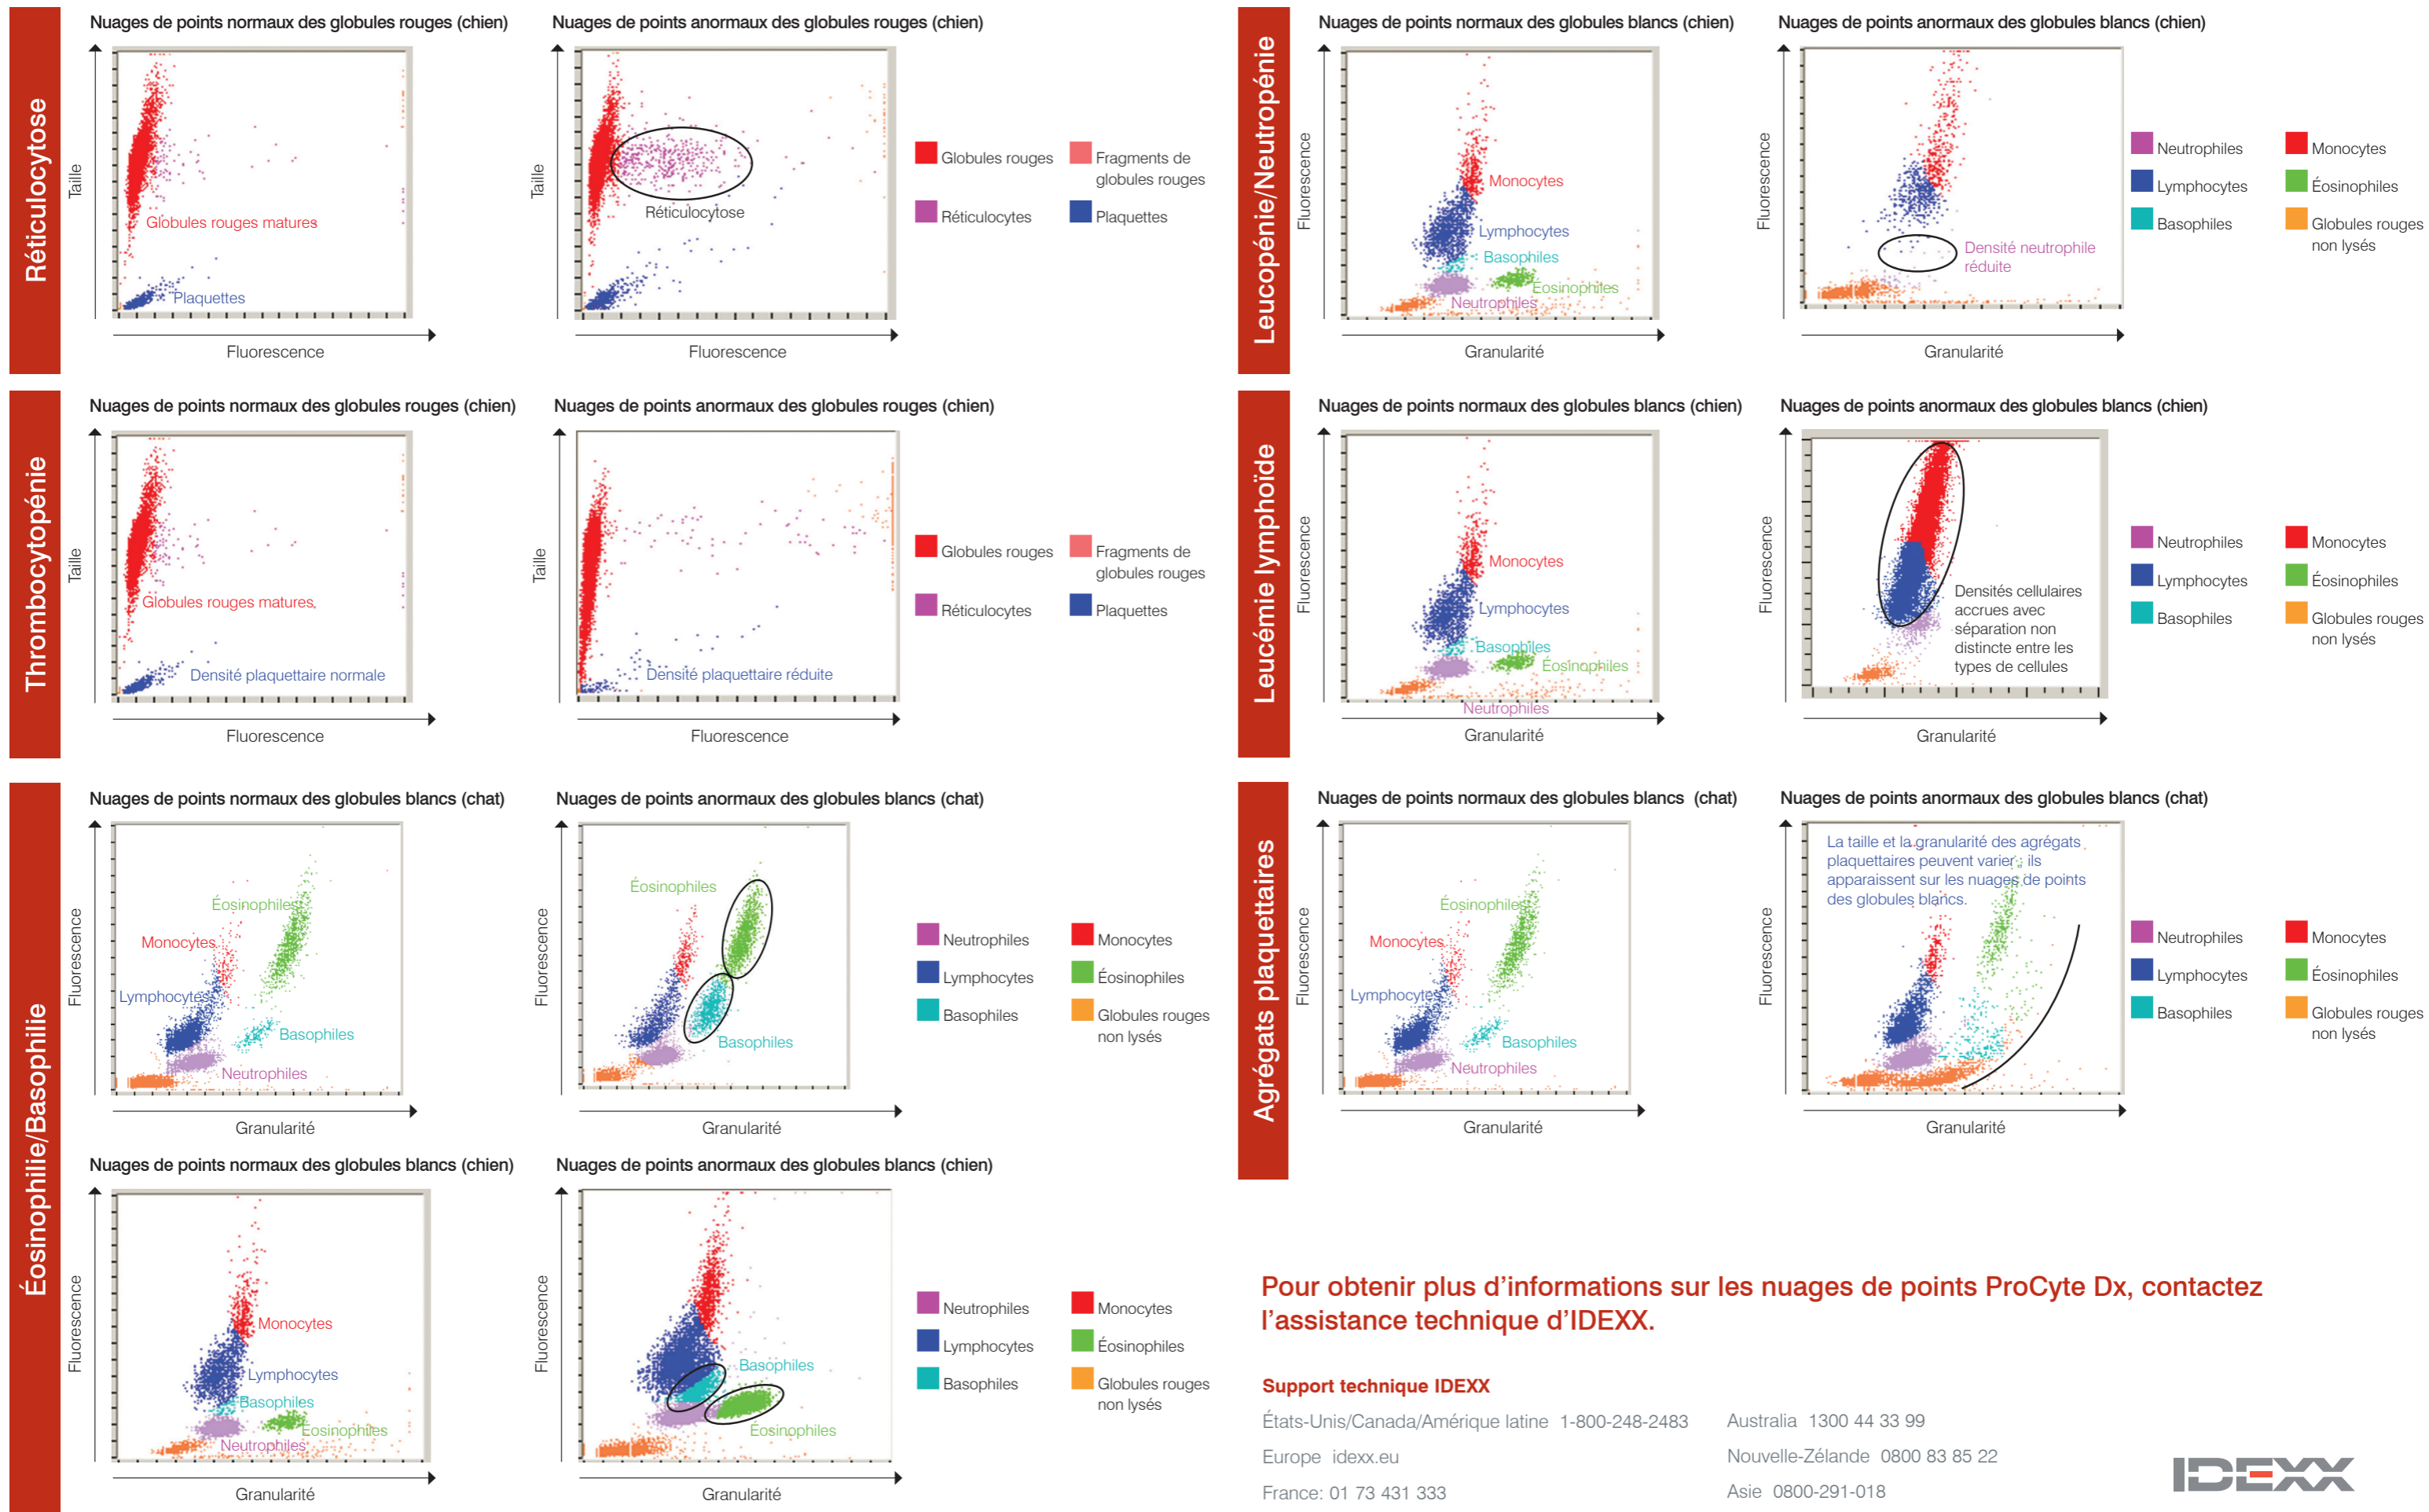 Réticulocytose
Nuages de points normaux des globules rouges (chien)
Taille
Globules rouges matures
Plaquettes
Fluorescence
Nuages de points anormaux des globules rouges (chien)
Taille
Réticulocytose
Fluorescence
Globules rouges
Fragments de
globules rouges
Réticulocytes
Plaquettes
Thrombocytopénie
Nuages de points normaux des globules rouges (chien)
Taille
Globules rouges matures
Densité plaquettaire normale
Fluorescence
Nuages de points anormaux des globules rouges (chien)
Taille
Densité plaquettaire réduite
Fluorescence
Globules rouges
Fragments de
globules rouges
Réticulocytes
Plaquettes
Éosinophilie/Basophilie
Nuages de points normaux des globules blancs (chat)
Fluorescence
Éosinophiles
Monocytes
Lymphocytes
Basophiles
Neutrophiles
Granularité
Nuages de points anormaux des globules blancs (chat)
Fluorescence
Éosinophiles
Basophiles
Granularité
Neutrophiles
Monocytes
Lymphocytes
Éosinophiles
Basophiles
Globules rouges
non lysés
Nuages de points normaux des globules blancs (chien)
Fluorescence
Monocytes
Lymphocytes
Basophiles
Éosinophiles
Neutrophiles
Granularité
Nuages de points anormaux des globules blancs (chien)
Fluorescence
Basophiles
Éosinophiles
Granularité
Neutrophiles
Monocytes
Lymphocytes
Éosinophiles
Basophiles
Globules rouges
non lysés
Leucopénie/Neutropénie
Nuages de points normaux des globules blancs (chien)
Fluorescence
Monocytes
Lymphocytes
Basophiles
Éosinophiles
Neutrophiles
Granularité
Nuages de points anormaux des globules blancs (chien)
Fluorescence
Densité neutrophile
réduite
Granularité
Neutrophiles
Monocytes
Lymphocytes
Éosinophiles
Basophiles
Globules rouges
non lysés
Leucémie lymphoïde
Nuages de points normaux des globules blancs (chien)
Fluorescence
Monocytes
Lymphocytes
Basophiles
Éosinophiles
Neutrophiles
Granularité
Nuages de points anormaux des globules blancs (chien)
Fluorescence
Densités cellulaires
accrues avec
séparation non
distincte entre les
types de cellules
Granularité
Neutrophiles
Monocytes
Lymphocytes
Éosinophiles
Basophiles
Globules rouges
non lysés
Agrégats plaquettaires
Nuages de points normaux des globules blancs (chat)
Fluorescence
Éosinophiles
Monocytes
Lymphocytes
Basophiles
Neutrophiles
Granularité
Nuages de points anormaux des globules blancs (chat)
Fluorescence
La taille et la granularité des agrégats
plaquettaires peuvent varier ; ils
apparaissent sur les nuages de points
des globules blancs.
Granularité
Neutrophiles
Monocytes
Lymphocytes
Éosinophiles
Basophiles
Globules rouges
non lysés
Pour obtenir plus d’informations sur les nuages de points ProCyte Dx, contactez
l’assistance technique d’IDEXX.
Support technique IDEXX
États-Unis/Canada/Amérique latine 1-800-248-2483
Europe idexx.eu
France: 01 73 431 333
Australia 1300 44 33 99
Nouvelle-Zélande 0800 83 85 22
Asie 0800-291-018
IDEXX